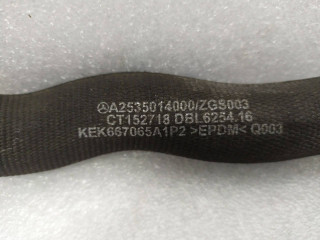 A2535014000/ZGS003
CT152718 DBL6254.16
KEK667065A1P2 >EPDM< Q003